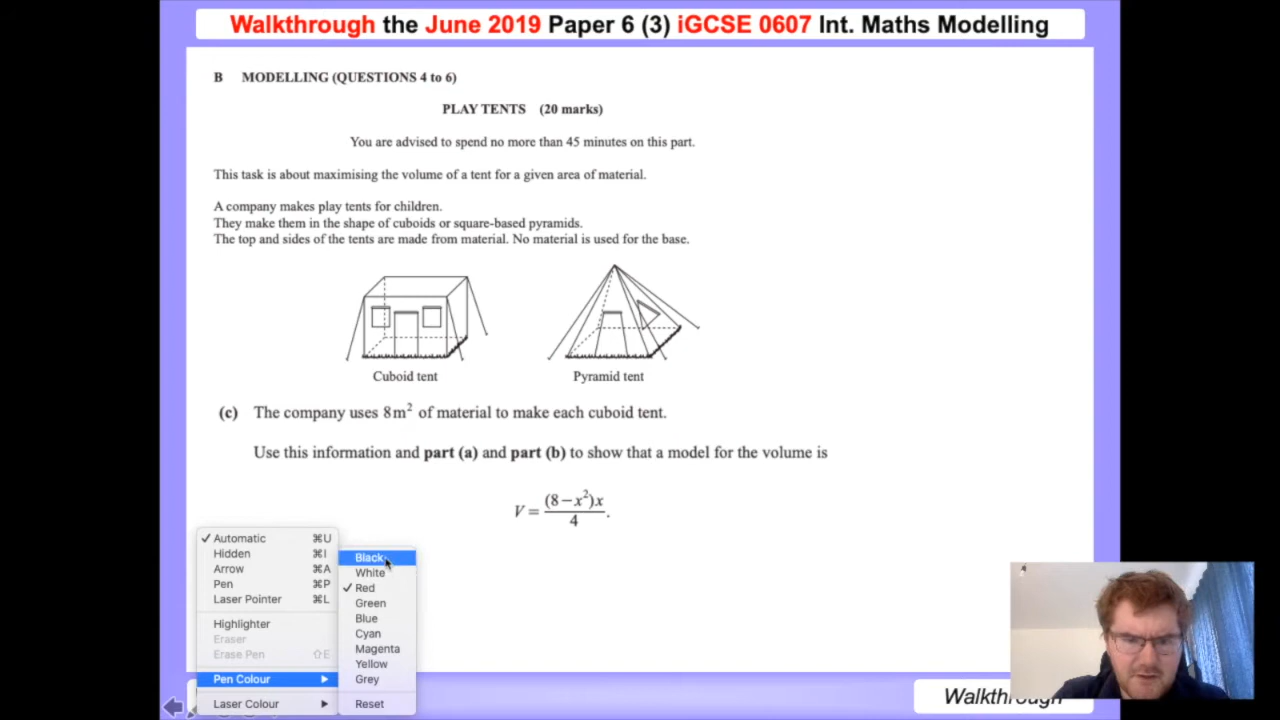 Walkthrough the June 2019 Paper 6 (3) iGCSE 0607 Int. Maths Modelling
B MODELLING (QUESTIONS 4 to 6)
PLAY TENTS (20 marks)
You are advised to spend no more than 45 minutes on this part.
This task is about maximising the volume of a tent for a given area of material.
A company makes play tents for children.
They make them in the shape of cuboids or square-based pyramids.
The top and sides of the tents are made from material. No material is used for the base.
Cuboid tent
Pyramid tent
(c) The company uses 8 m² of material to make each cuboid tent.
Use this information and part (a) and part (b) to show that a model for the volume is
V = (8 − x²)x / 4 .
✓ Automatic ⌘U
Hidden ⌘I
Arrow ⌘A
Pen ⌘P
Laser Pointer ⌘L
Highlighter
Eraser
Erase Pen ⇧E
Pen Colour ▶
Laser Colour ▶
Black
White
✓ Red
Green
Blue
Cyan
Magenta
Yellow
Grey
Reset
Walkthrough